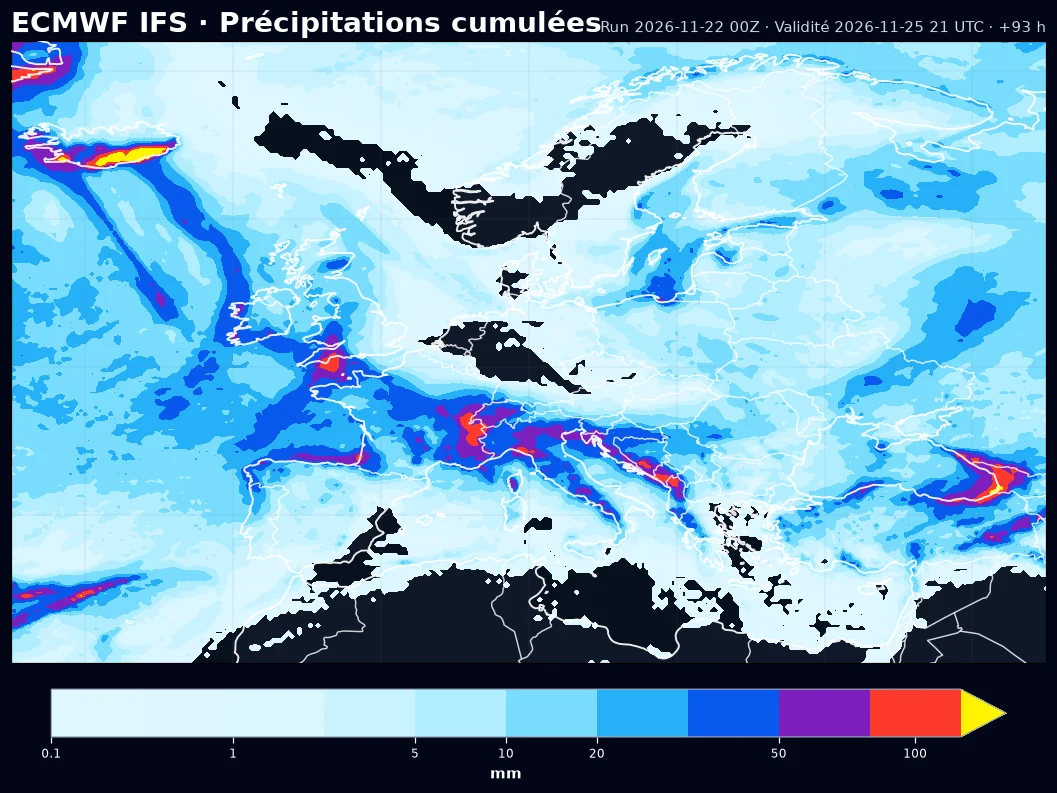 ECMWF IFS · Précipitations cumulées
Run 2026-11-22 00Z · Validité 2026-11-25 21 UTC · +93 h
0.1 1 5 10 20 50 100
mm